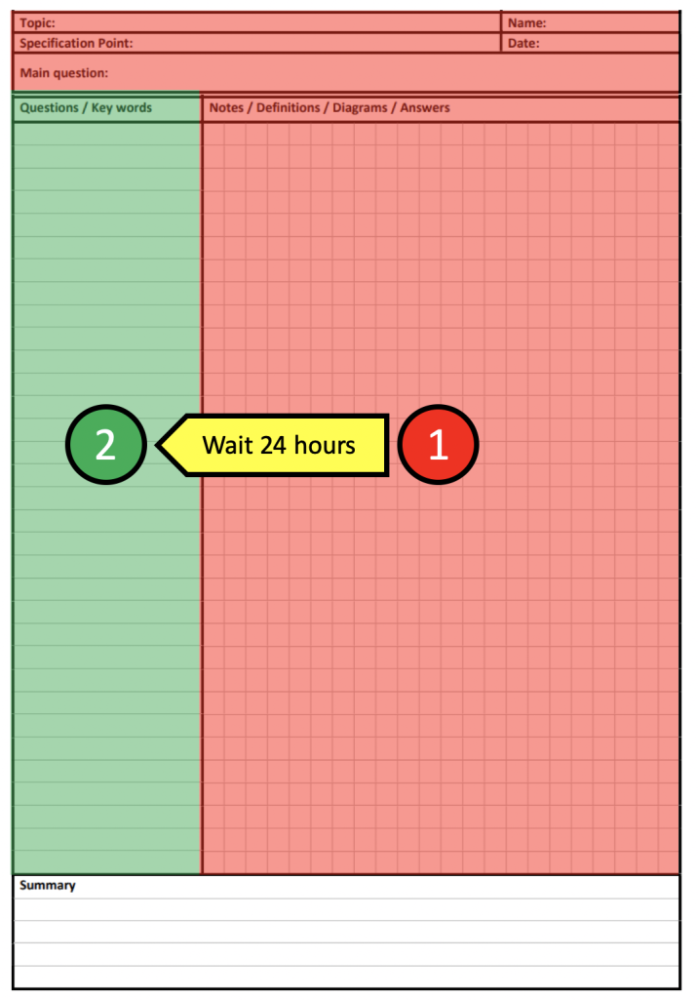 Topic:
Name:
Specification Point:
Date:
Main question:
Questions / Key words
Notes / Definitions / Diagrams / Answers
2
Wait 24 hours
1
Summary